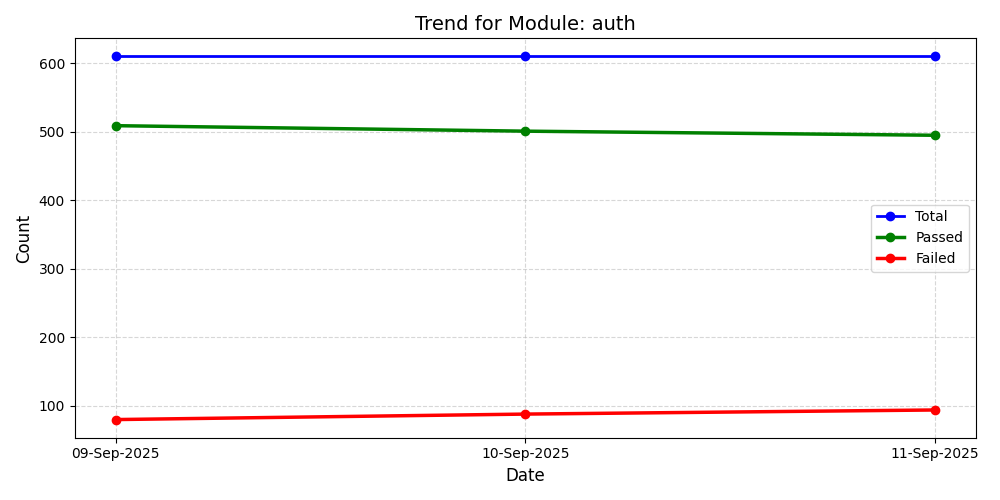 Trend for Module: auth
Count
600
500
400
300
200
100
Total
Passed
Failed
09-Sep-2025
10-Sep-2025
11-Sep-2025
Date